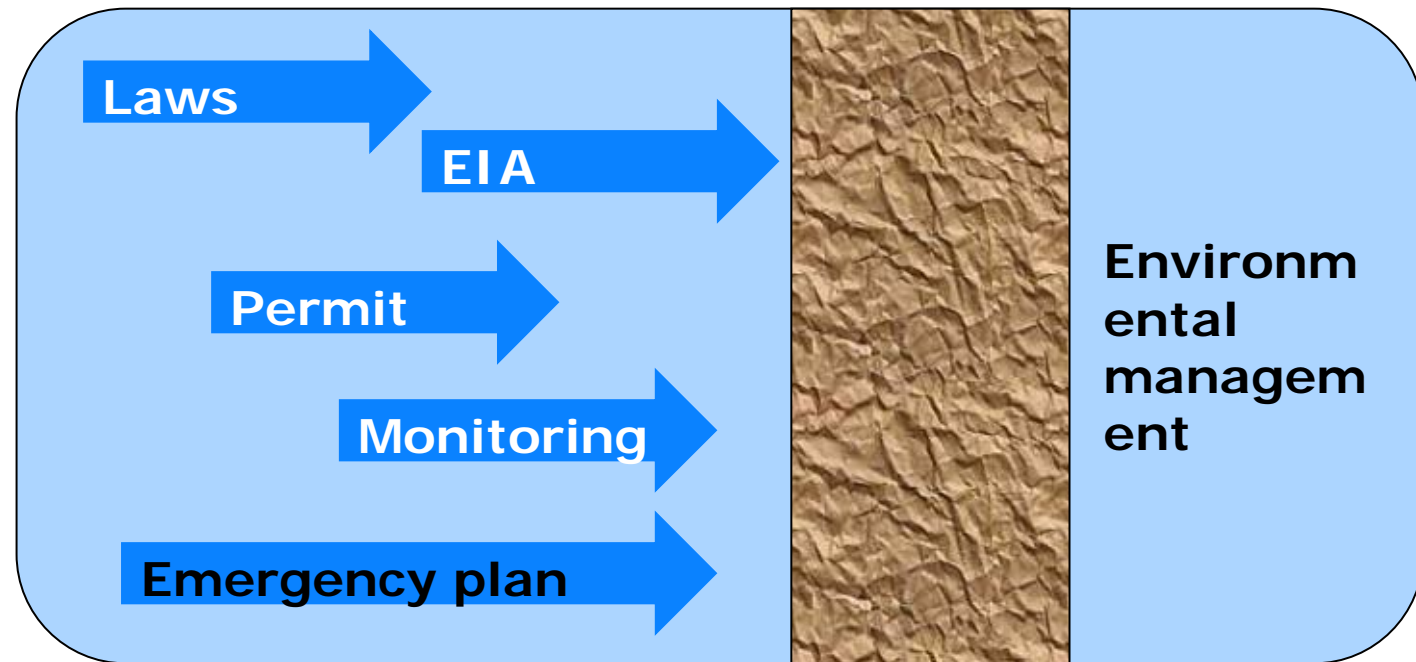 Laws
EIA
Permit
Monitoring
Emergency plan
Environm
ental
managem
ent